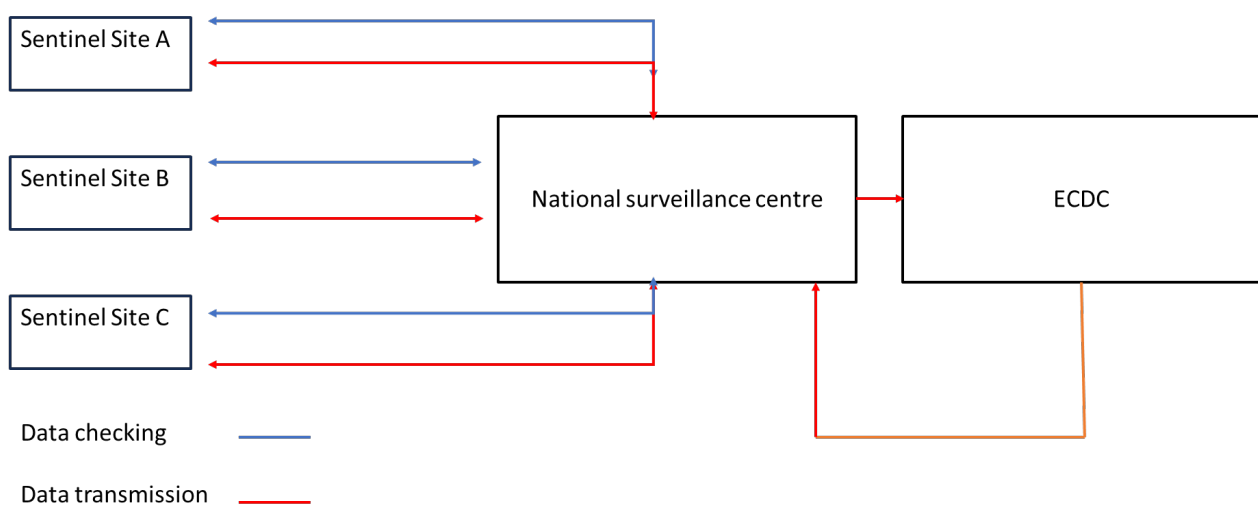 Sentinel Site A
Sentinel Site B
National surveillance centre
ECDC
Sentinel Site C
Data checking
Data transmission